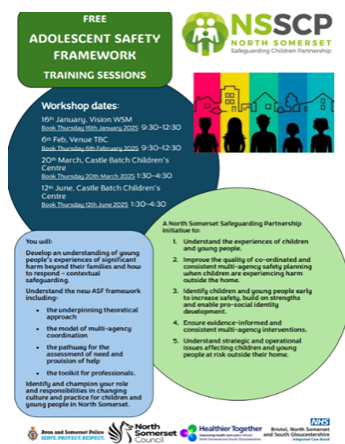 FREE
ADOLESCENT SAFETY
FRAMEWORK
TRAINING SESSIONS
NSSCP
NORTH SOMERSET
Safeguarding Children Partnership
Workshop dates:
16th January, Vision WSM
Book Thursday 16th January 2025 9:30-12:30
6th Feb, Venue TBC
Book Thursday 6th February 2025 9:30-12:30
20th March, Castle Batch Children's
Centre
Book Thursday 20th March 2025 1:30-4:30
12th June, Castle Batch Children's
Centre
Book Thursday 12th June 2025 1:30-4:30
You will:
Develop an understanding of young
people's experiences of significant
harm beyond their families and how
to respond - contextual
safeguarding.
Understand the new ASF framework
including:
• the underpinning theoretical
approach
• the model of multi-agency
coordination
• the pathway for the
assessment of need and
provision of help
• the toolkit for professionals.
Identify and champion your role
and responsibilities in changing
culture and practice for children and
young people in North Somerset.
A North Somerset Safeguarding Partnership
initiative to:
1. Understand the experiences of children
and young people.
2. Improve the quality of co-ordinated and
consistent multi-agency safety planning
when children are experiencing harm
outside the home.
3. Identify children and young people early
to increase safety, build on strengths
and enable pro-social identity
development.
4. Ensure evidence-informed and
consistent multi-agency interventions.
5. Understand strategic and operational
issues affecting children and young
people at risk outside their home.
Avon and Somerset Police
SERVE. PROTECT. RESPECT.
North
Somerset
Council
Healthier Together
NHS
Bristol, North Somerset
and South Gloucestershire
Integrated Care Board